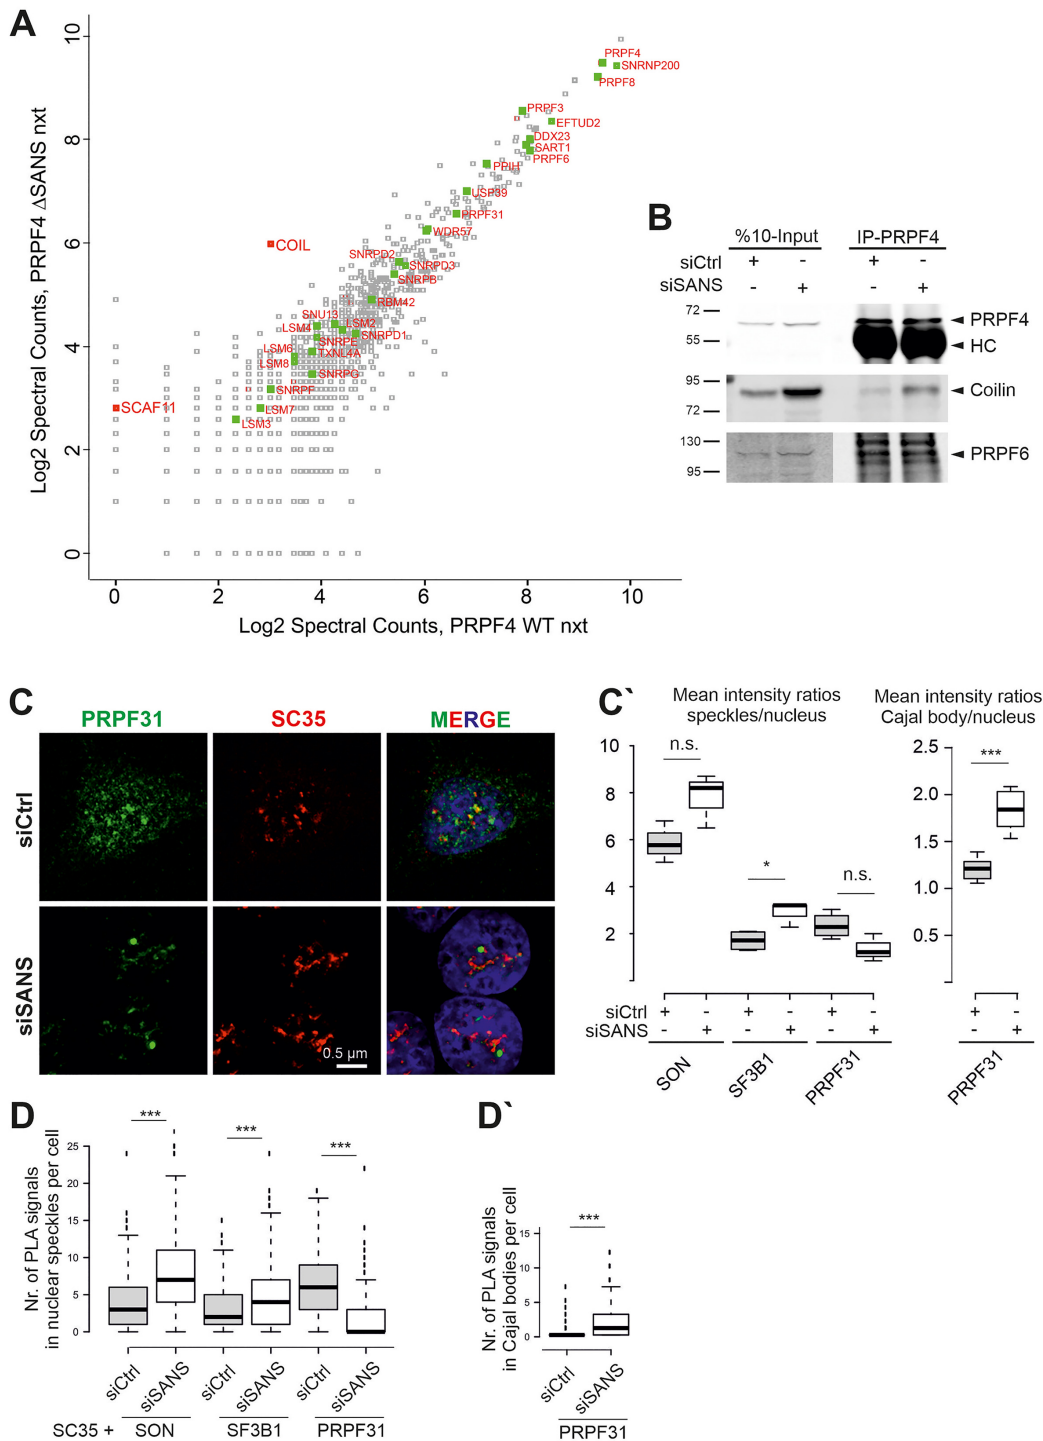 A
Log2 Spectral Counts, PRPF4 ΔSANS nxt
10
8
6
4
2
0
PRPF4
SNRNP200
PRPF8
PRPF3
EFTUD2
DDX23
SART1
PRPF6
PPIH
USP39
PRPF31
WDR57
COIL
SNRPD2
SNRPD3
SNRPB
RBM42
SNU13
LSM4
LSM2
SNRPD1
SNRPE
LSM6
TXNL4A
LSM8
SNRPG
SNRPF
SCAF11
LSM7
LSM3
0 2 4 6 8 10
Log2 Spectral Counts, PRPF4 WT nxt
B
%10-Input IP-PRPF4
siCtrl + - + -
siSANS - + - +
72
55
PRPF4
HC
95
72
Coilin
130
95
PRPF6
C
PRPF31 SC35 MERGE
siCtrl
siSANS
0.5 µm
C`
Mean intensity ratios
speckles/nucleus
10
8
6
4
2
n.s.
*
n.s.
siCtrl + - + - + -
siSANS - + - + - +
SON SF3B1 PRPF31
Mean intensity ratios
Cajal body/nucleus
2.5
2.0
1.5
1.0
0.5
***
+ -
- +
PRPF31
D
Nr. of PLA signals
in nuclear speckles per cell
25
20
15
10
5
0
***
***
***
siCtrl siSANS siCtrl siSANS siCtrl siSANS
SC35 + SON SF3B1 PRPF31
D`
Nr. of PLA signals
in Cajal bodies per cell
15
10
5
0
***
siCtrl siSANS
PRPF31